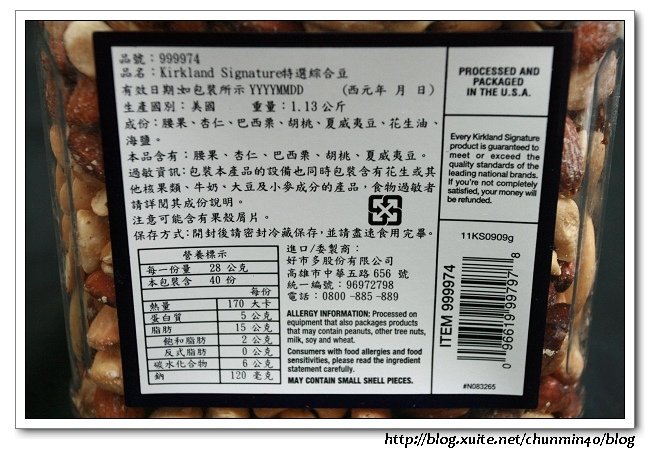 品號：999974
品名：Kirkland Signature特選綜合豆
有效日期:如包裝所示 YYYYMMDD (西元年 月 日)
生產國別：美國 重量：1.13 公斤
成份：腰果、杏仁、巴西栗、胡桃、夏威夷豆、花生油、
海鹽。
本品含有：腰果、杏仁、巴西栗、胡桃、夏威夷豆。
過敏資訊:包裝本產品的設備也同時包裝含有花生或其
他核果類、牛奶、大豆及小麥成分的產品，食物過敏者
請詳閱其成份說明。
注意可能含有果殼屑片。
保存方式:開封後請密封冷藏保存,並請盡速食用完畢。
營養標示
每一份量 28 公克
本包裝含 40 份
每份
熱量 170 大卡
蛋白質 5 公克
脂肪 15 公克
飽和脂肪 2 公克
反式脂肪 0 公克
碳水化合物 6 公克
鈉 120 毫克
進口/委製商：
好市多股份有限公司
高雄市中華五路 656 號
統一編號：96972798
電話：0800 -885 -889
ALLERGY INFORMATION: Processed on
equipment that also packages products
that may contain peanuts, other tree nuts,
milk, soy and wheat.
Consumers with food allergies and food
sensitivities, please read the ingredient
statement carefully.
MAY CONTAIN SMALL SHELL PIECES.
PROCESSED AND
PACKAGED
IN THE U.S.A.
Every Kirkland Signature
product is guaranteed to
meet or exceed the
quality standards of the
leading national brands.
If you're not completely
satisfied, your money will
be refunded.
11KS0909g
ITEM 999974
0 96619 99797 8
#N083265
http://blog.xuite.net/chunmin40/blog